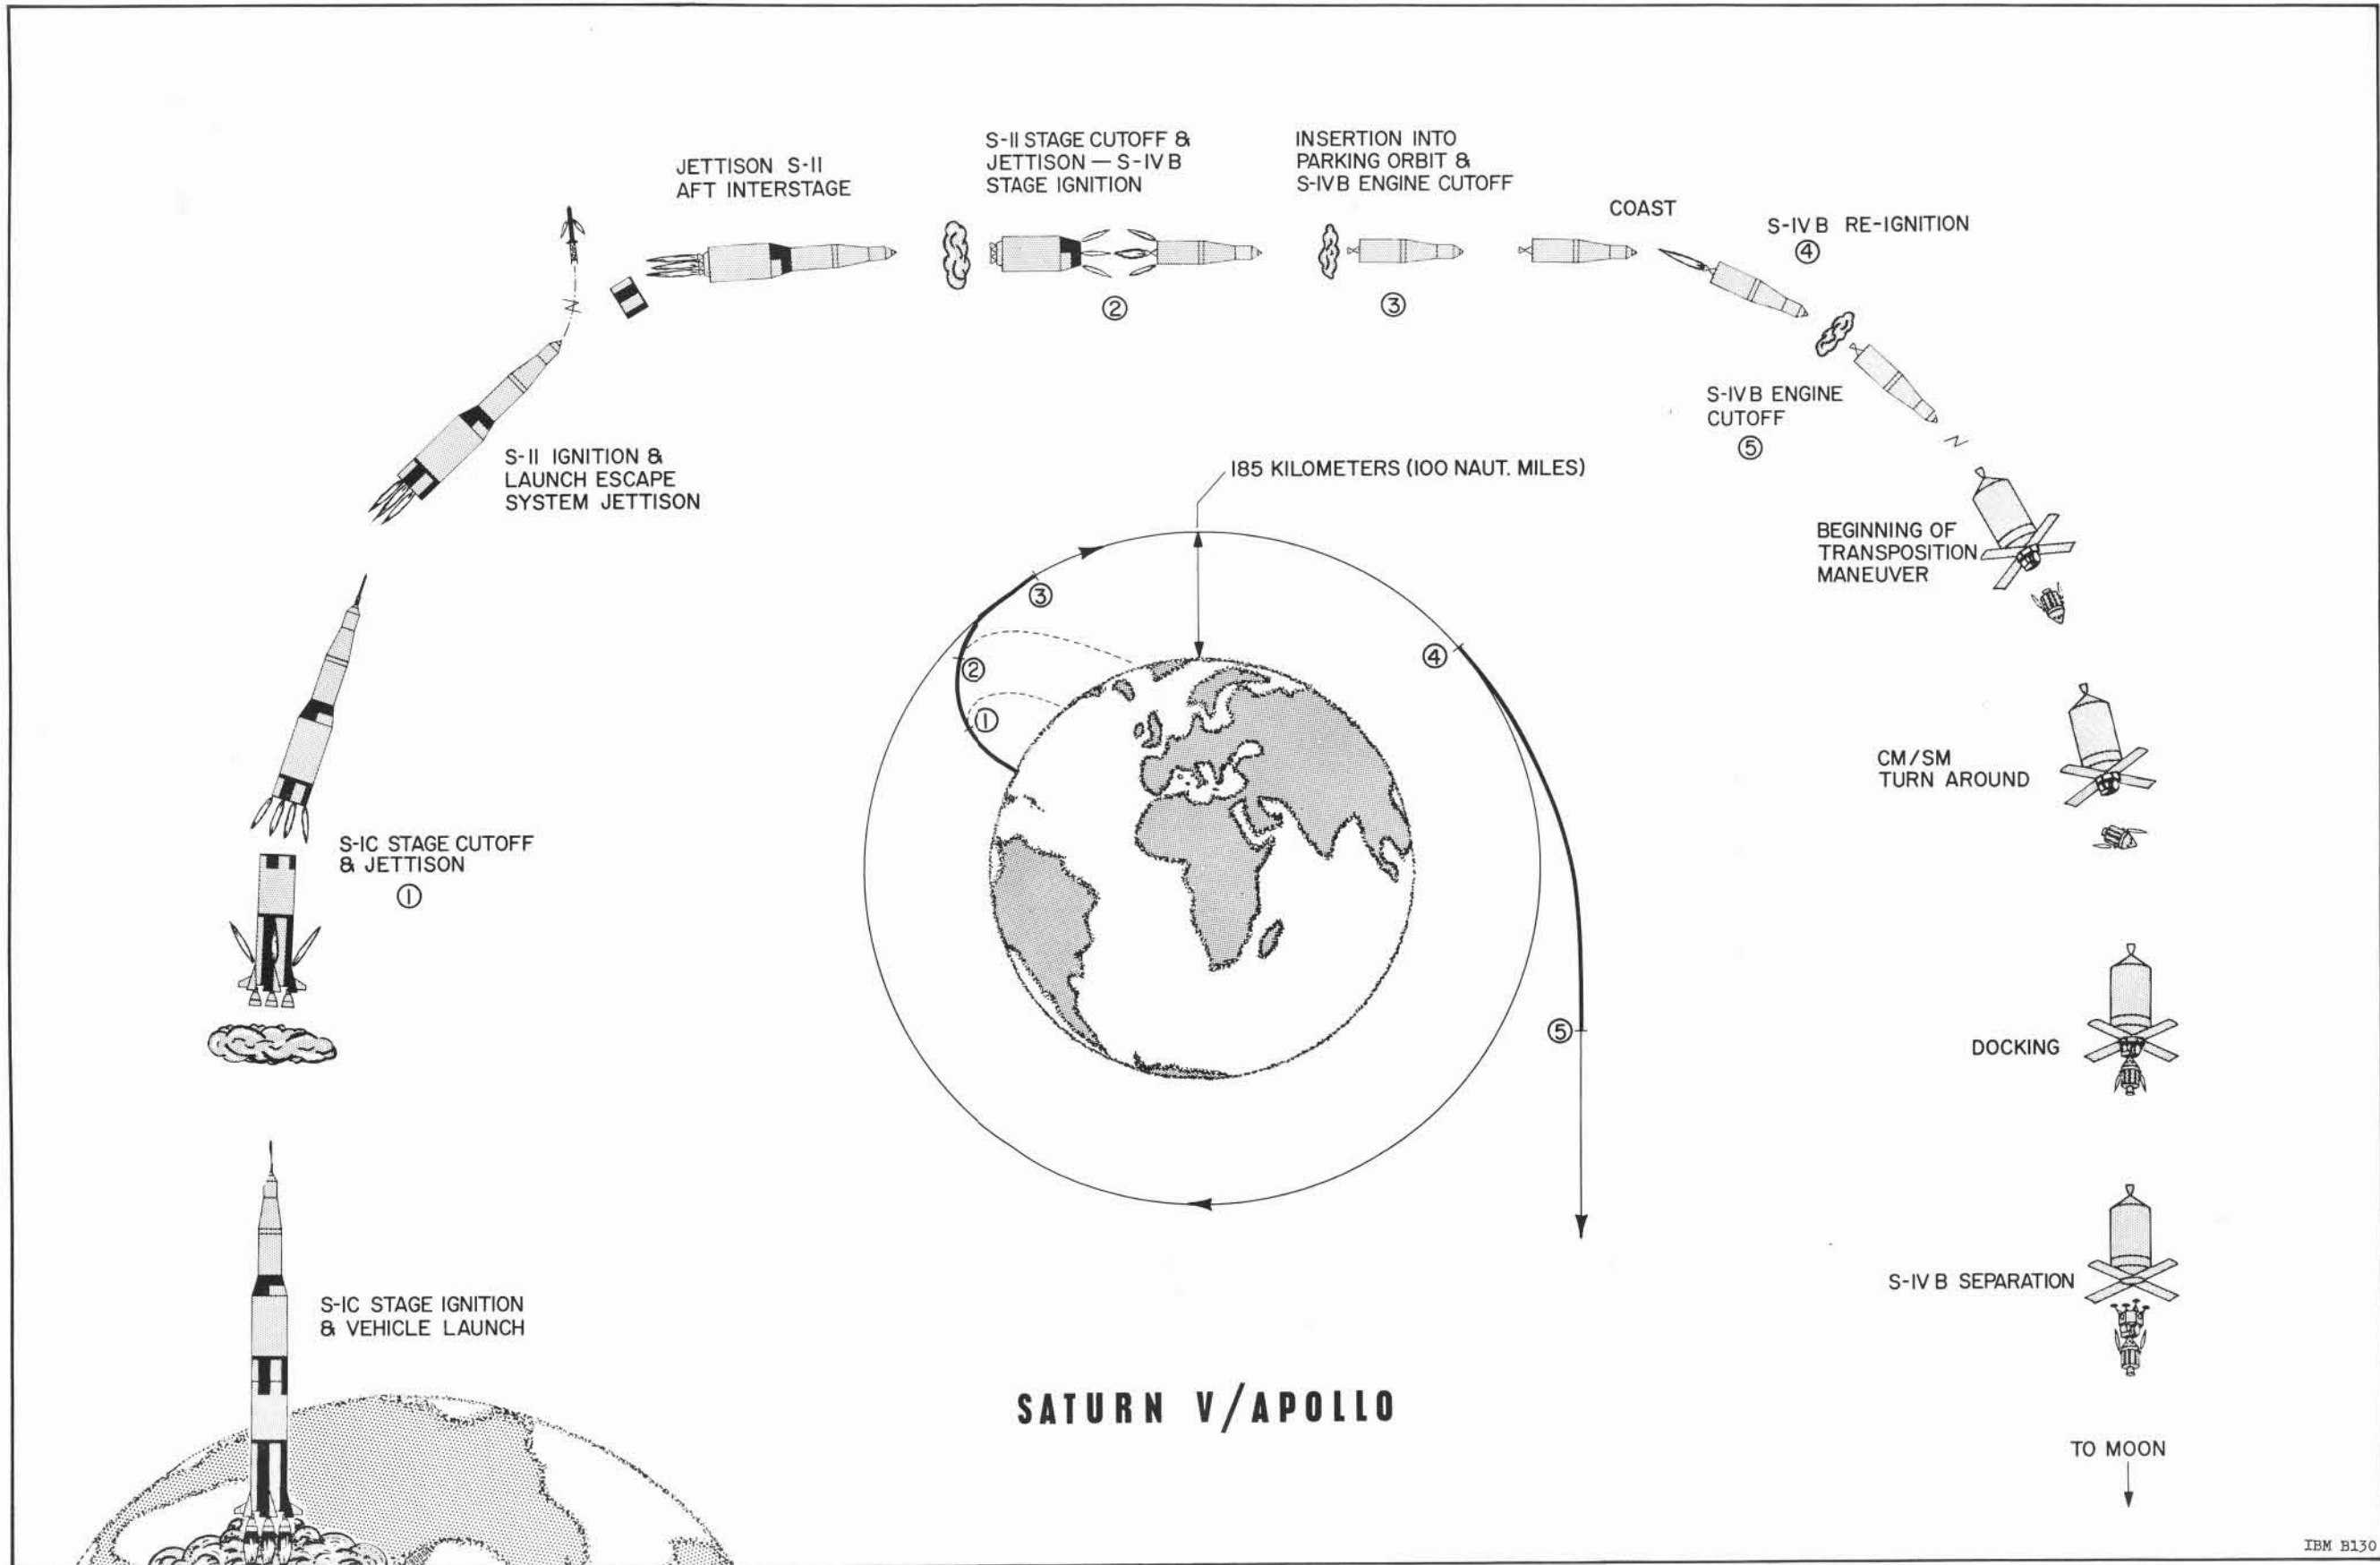 S-IC STAGE IGNITION
& VEHICLE LAUNCH
S-IC STAGE CUTOFF
& JETTISON
①
S-II IGNITION &
LAUNCH ESCAPE
SYSTEM JETTISON
JETTISON S-II
AFT INTERSTAGE
S-II STAGE CUTOFF &
JETTISON — S-IVB
STAGE IGNITION
②
INSERTION INTO
PARKING ORBIT &
S-IVB ENGINE CUTOFF
③
COAST
S-IVB RE-IGNITION
④
S-IVB ENGINE
CUTOFF
⑤
BEGINNING OF
TRANSPOSITION
MANEUVER
CM/SM
TURN AROUND
DOCKING
S-IVB SEPARATION
TO MOON
185 KILOMETERS (100 NAUT. MILES)
③
②
①
④
⑤
SATURN V/APOLLO
IBM B130